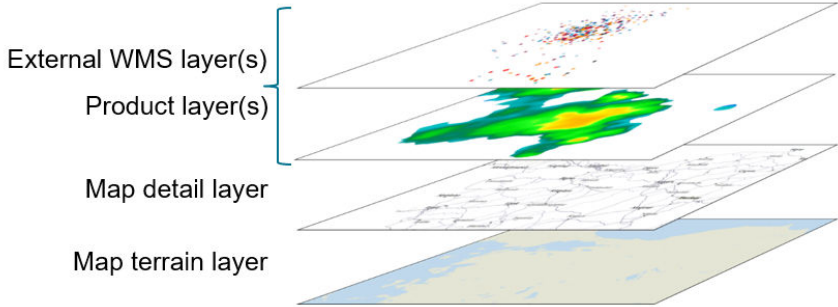 External WMS layer(s)
Product layer(s)
Map detail layer
Map terrain layer